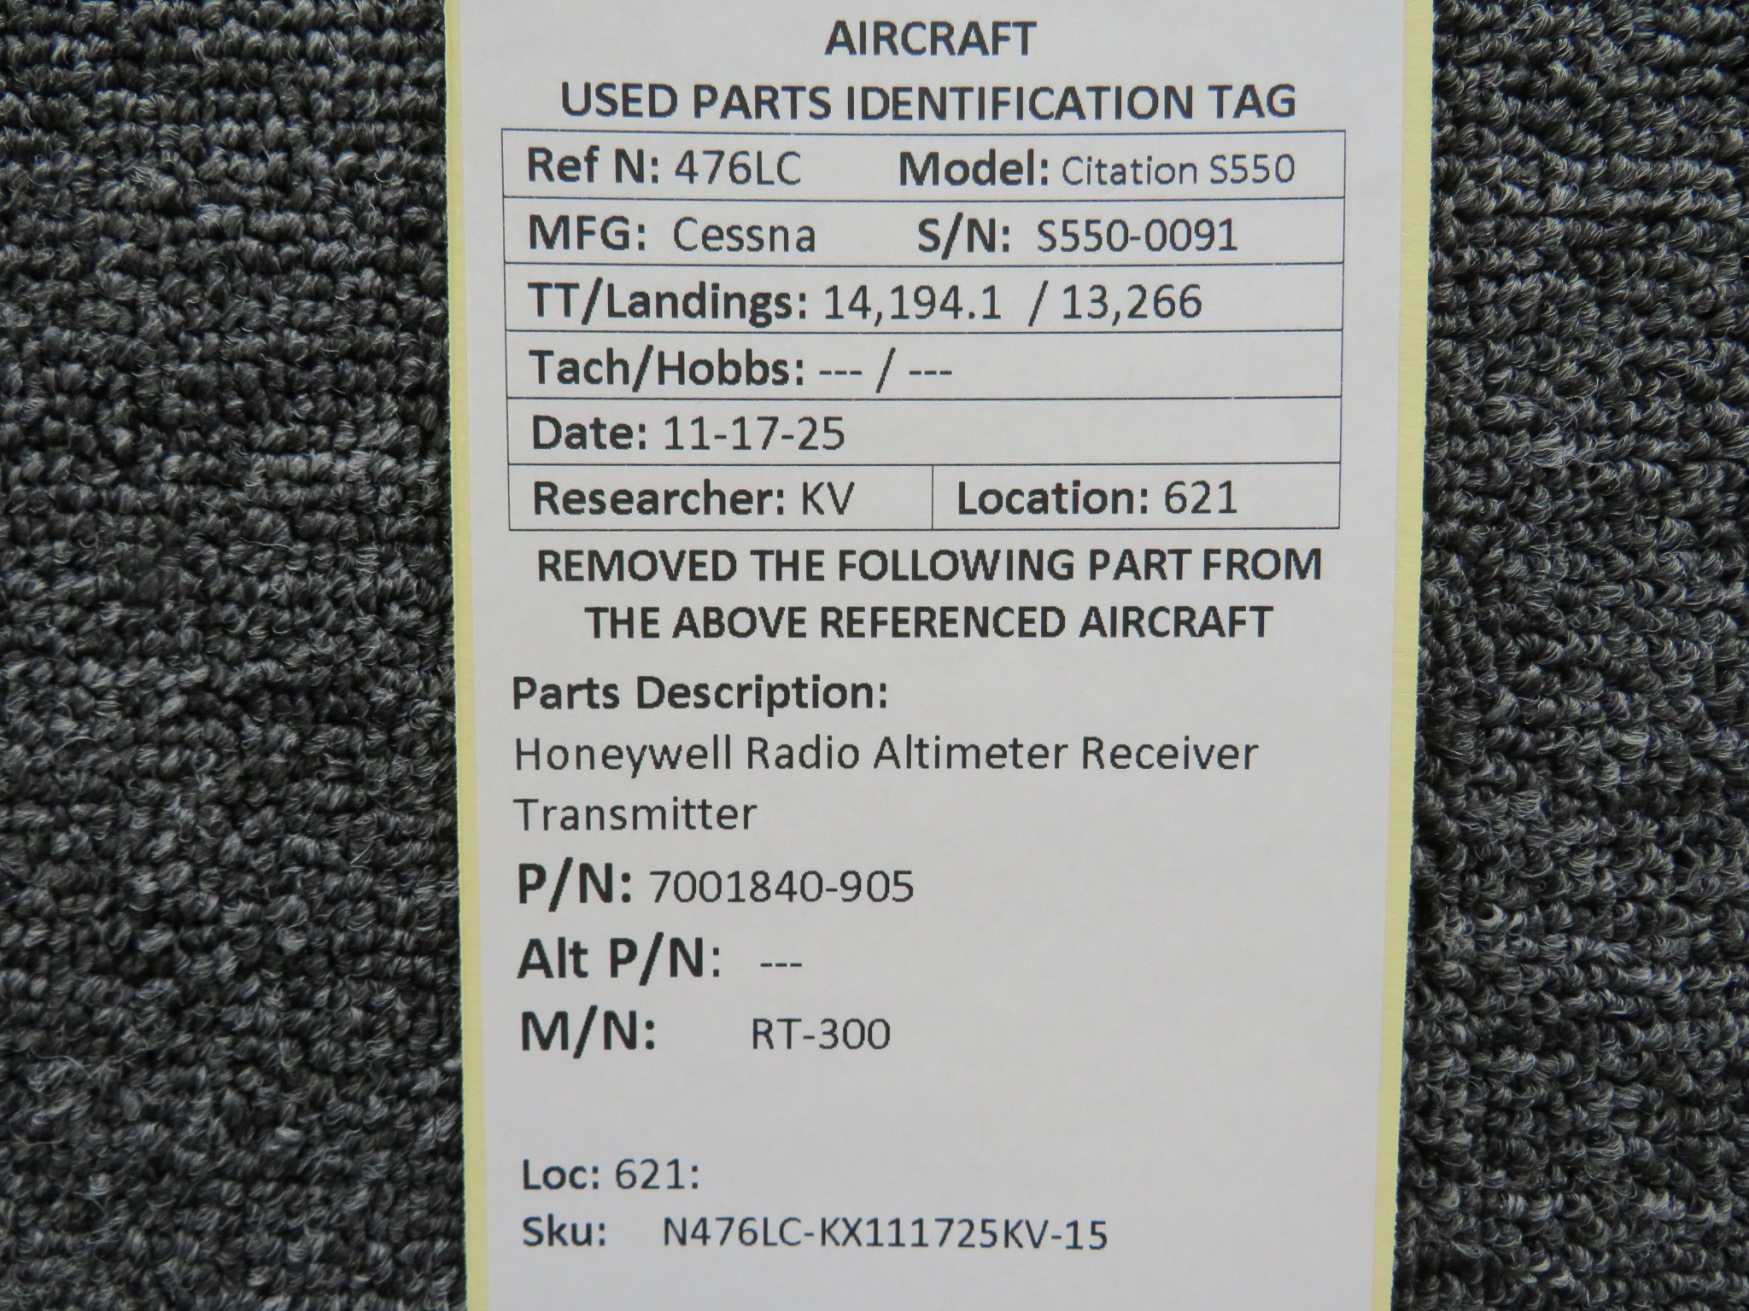 AIRCRAFT
USED PARTS IDENTIFICATION TAG
Ref N: 476LC Model: Citation S550
MFG: Cessna S/N: S550-0091
TT/Landings: 14,194.1 / 13,266
Tach/Hobbs: --- / ---
Date: 11-17-25
Researcher: KV Location: 621
REMOVED THE FOLLOWING PART FROM
THE ABOVE REFERENCED AIRCRAFT
Parts Description:
Honeywell Radio Altimeter Receiver
Transmitter
P/N: 7001840-905
Alt P/N: ---
M/N: RT-300
Loc: 621:
Sku: N476LC-KX111725KV-15